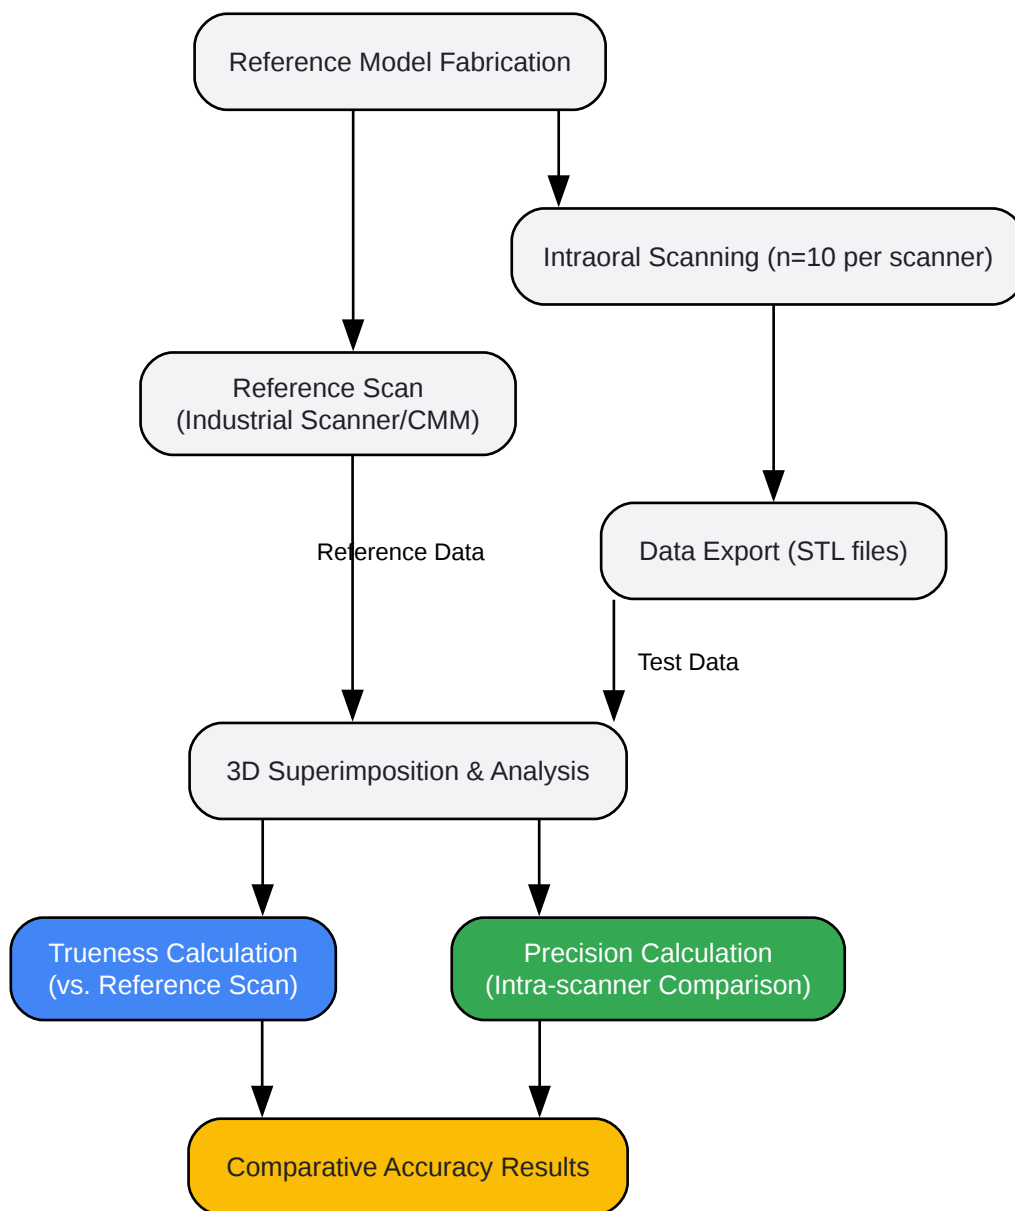 Reference Model Fabrication
Intraoral Scanning (n=10 per scanner)
Reference Scan
(Industrial Scanner/CMM)
Reference Data
Data Export (STL files)
Test Data
3D Superimposition & Analysis
Trueness Calculation
(vs. Reference Scan)
Precision Calculation
(Intra-scanner Comparison)
Comparative Accuracy Results